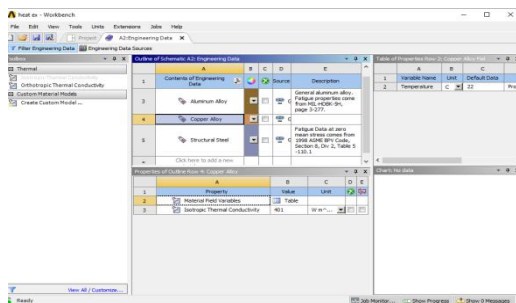 heat ex - Workbench
File Edit View Tools Units Extensions Jobs Help
Project
A2:Engineering Data
Filter Engineering Data Engineering Data Sources
Toolbox
Outline of Schematic A2: Engineering Data
Table of Properties Row 2: Copper Alloy
Thermal
Isotropic Thermal Conductivity
Orthotropic Thermal Conductivity
Custom Material Models
Create Custom Model ...
A B C D E
1 Contents of Engineering Data Source Description
3 Aluminum Alloy General aluminum alloy. Fatigue properties come from MIL-HDBK-5H, page 3-277.
4 Copper Alloy
5 Structural Steel Fatigue Data at zero mean stress comes from 1998 ASME BPV Code, Section 8, Div 2, Table 5-110.1
Click here to add a new
A B C
1 Variable Name Unit Default Data
2 Temperature C 22
Properties of Outline Row 4: Copper Alloy
A B C D E
1 Property Value Unit
2 Material Field Variables Table
3 Isotropic Thermal Conductivity 401 W m^...
Chart: No data
View All / Customize...
Ready
Job Monitor... Show Progress Show 0 Messages